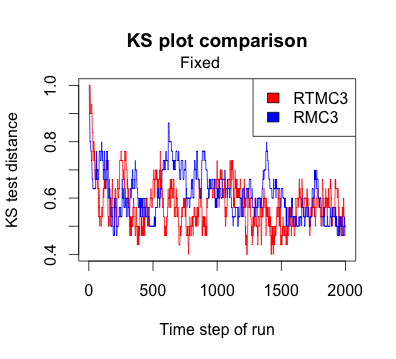 KS plot comparison
Fixed
KS test distance
1.0
0.8
0.6
0.4
RTMC3
RMC3
0 500 1000 1500 2000
Time step of run